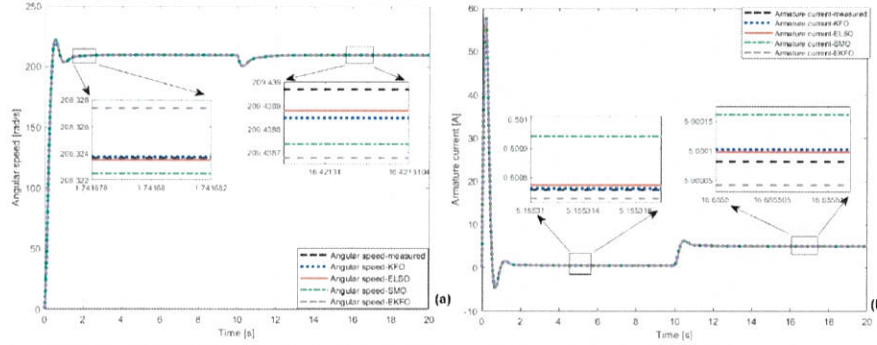 250
200
150
100
50
0
0 2 4 6 8 10 12 14 16 18 20
Time [s]
Angular speed [rad/s]
208.328
208.326
208.324
208.322
1.741678 1.74168 1.741682
209.439
209.4389
209.4388
209.4387
16.42131 16.4213104
Angular speed-measured
Angular speed-KFO
Angular speed-ELSO
Angular speed-SMO
Angular speed-EKFO
(a)
60
50
40
30
20
10
0
-10
0 2 4 6 8 10 12 14 16 18 20
Time [s]
Armature current [A]
Armature current-measured
Armature current-KFO
Armature current-ELSO
Armature current-SMO
Armature current-EKFO
5.155314
5.00015
5.0001
5.00005
16.685505